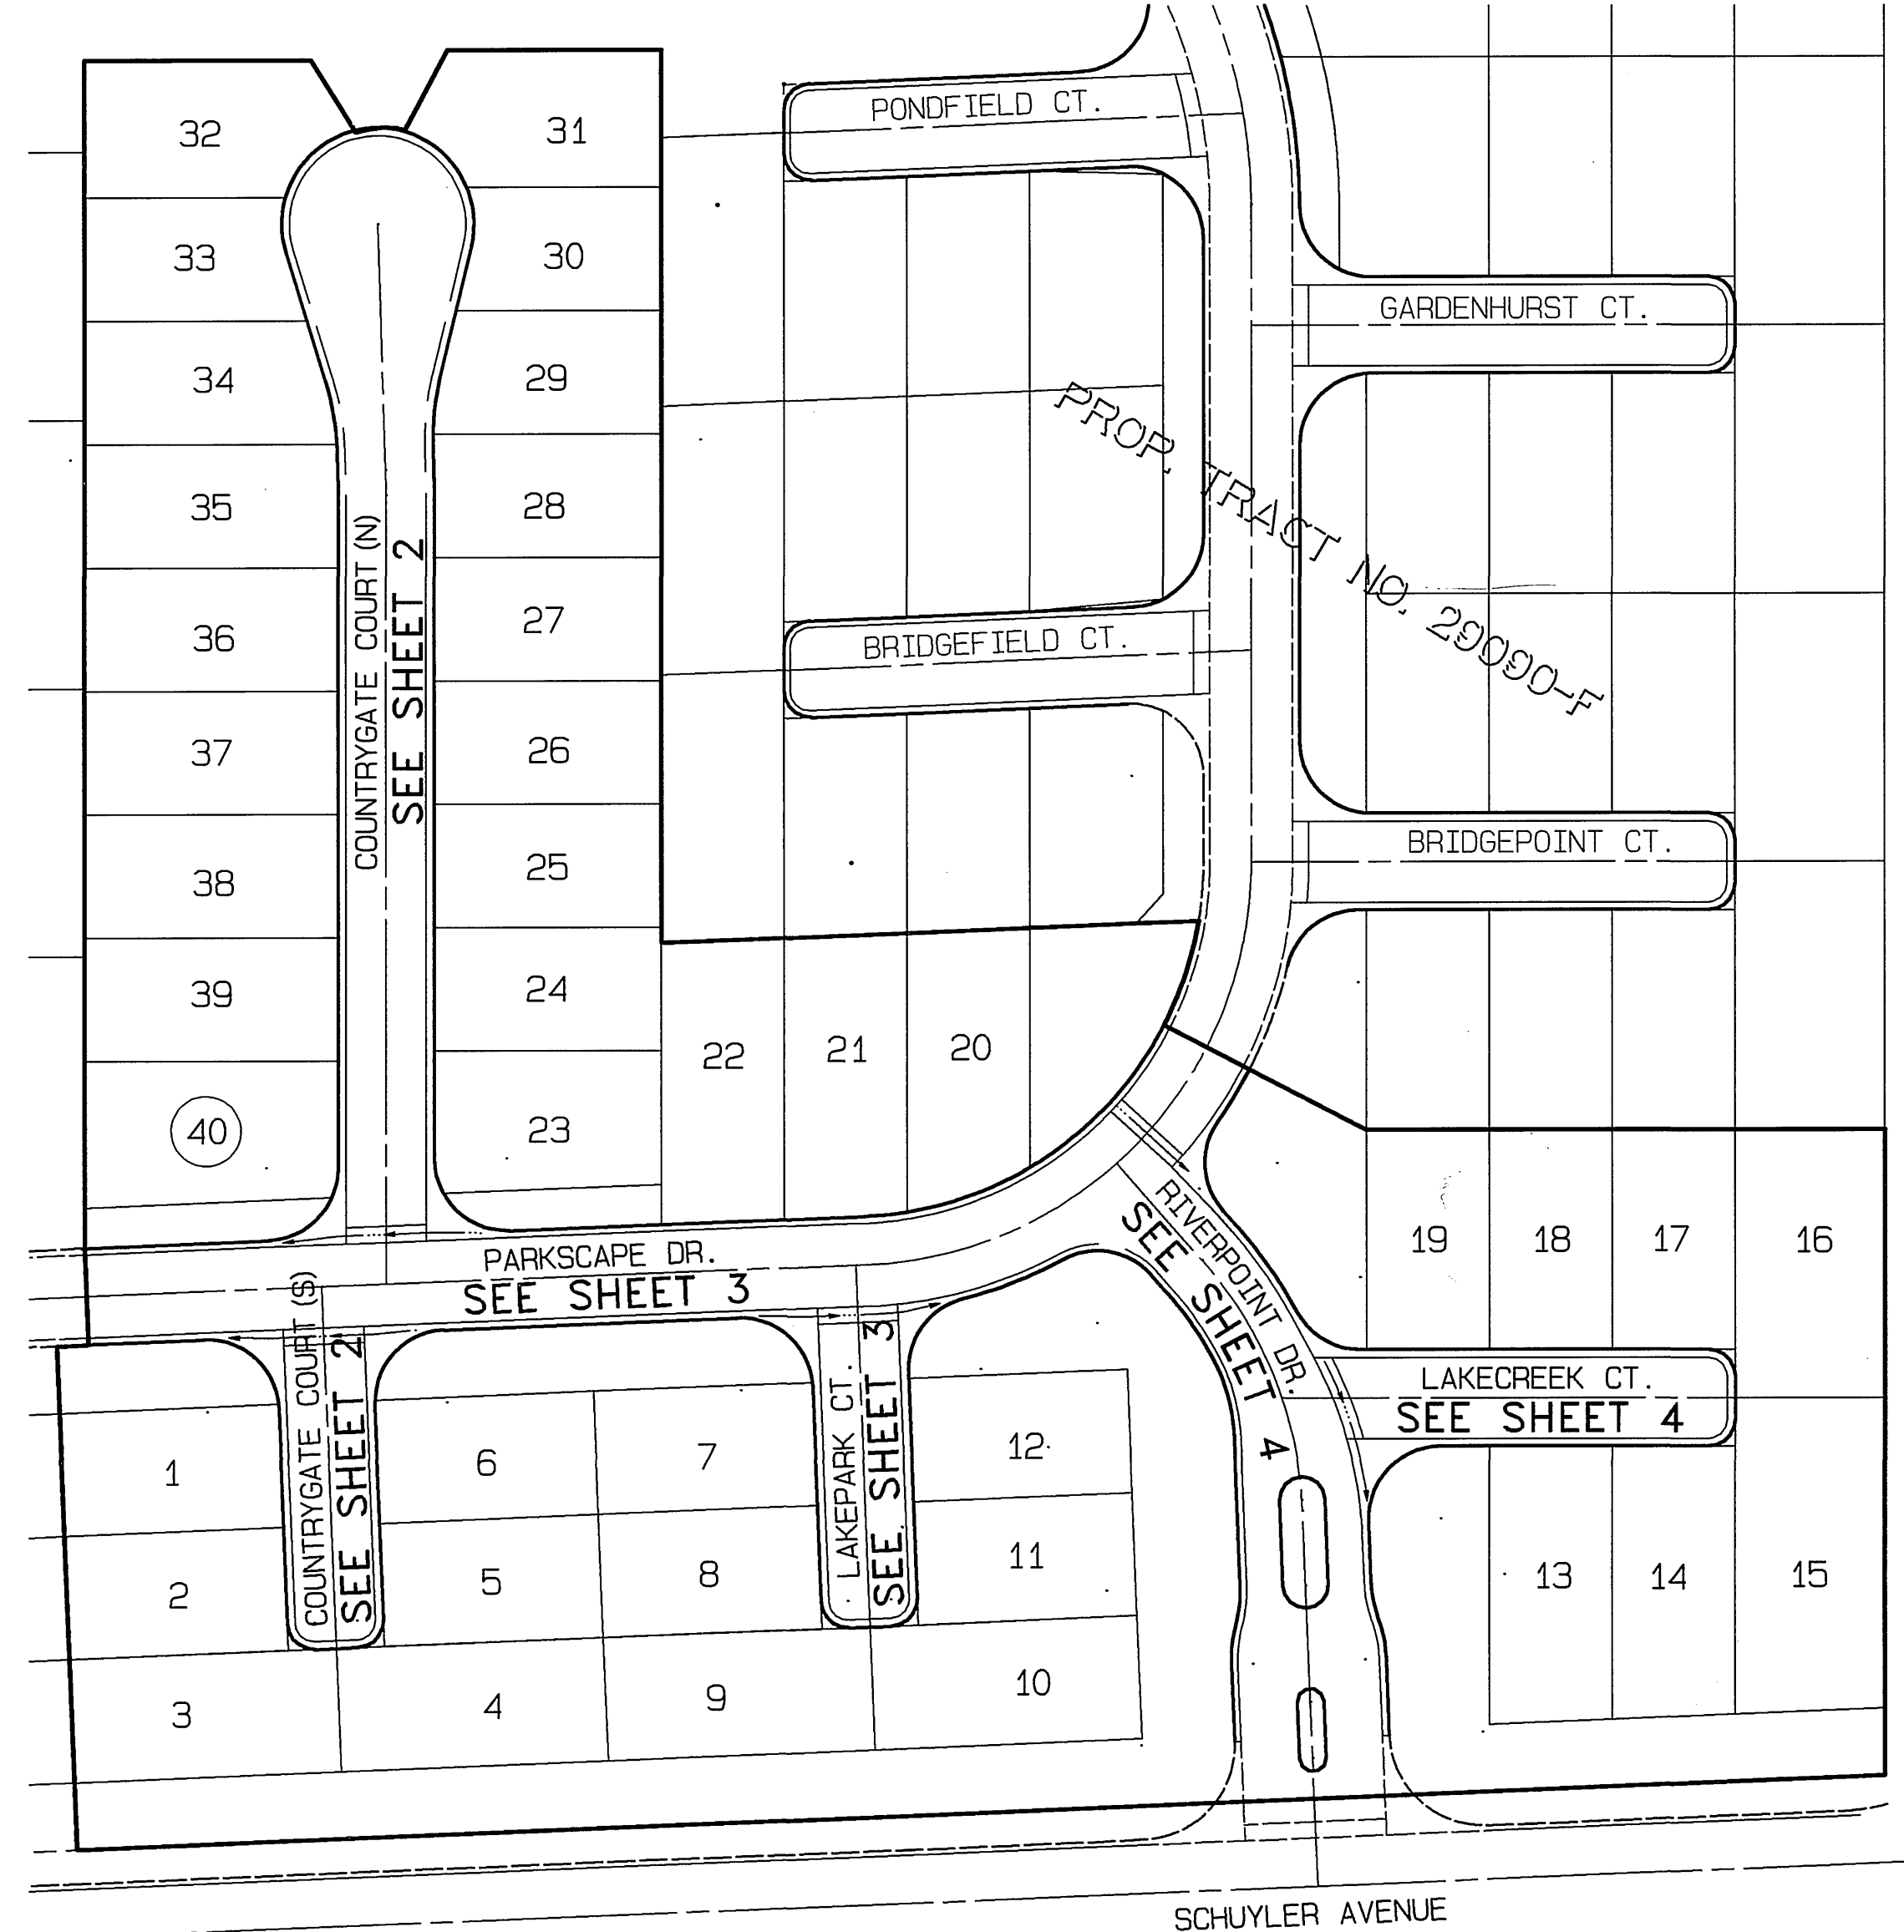 PONDFIELD CT.
32
31
33
30
GARDENHURST CT.
34
29
PROP. TRACT NO. 29090-F
35
28
COUNTRYGATE COURT (N)
SEE SHEET 2
36
27
BRIDGEFIELD CT.
37
26
BRIDGEPOINT CT.
38
25
39
24
22
21
20
40
23
RIVERPOINT DR.
SEE SHEET 4
19
18
17
16
PARKSCAPE DR.
SEE SHEET 3
COUNTRYGATE COURT (S)
SEE SHEET 2
LAKEPARK CT.
SEE SHEET 3
LAKECREEK CT.
SEE SHEET 4
1
6
7
12
2
5
8
11
13
14
15
3
4
9
10
SCHUYLER AVENUE